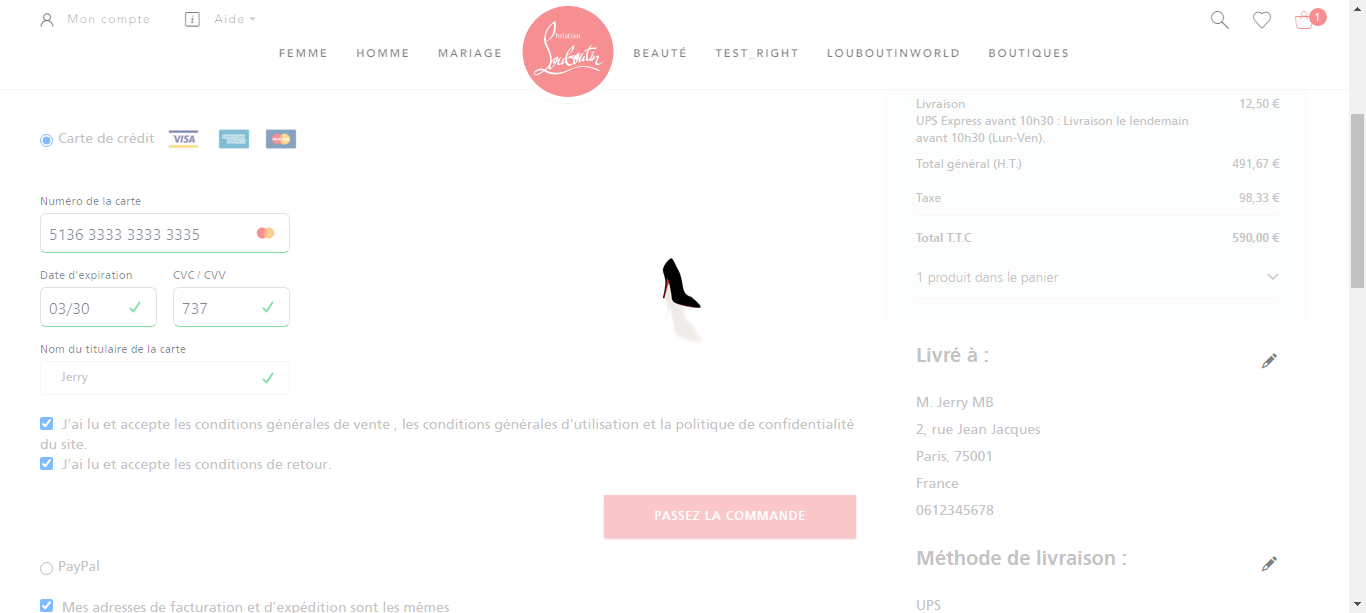 Mon compte
Aide
1
FEMME
HOMME
MARIAGE
Christian
Louboutin
BEAUTÉ
TEST_RIGHT
LOUBOUTINWORLD
BOUTIQUES
Carte de crédit
VISA
Numéro de la carte
5136 3333 3333 3335
Date d'expiration
CVC / CVV
03/30
737
Nom du titulaire de la carte
Jerry
J'ai lu et accepte les conditions générales de vente , les conditions générales d'utilisation et la politique de confidentialité
du site.
J'ai lu et accepte les conditions de retour.
PASSEZ LA COMMANDE
PayPal
Mes adresses de facturation et d'expédition sont les mêmes
Livraison 12,50 €
UPS Express avant 10h30 : Livraison le lendemain
avant 10h30 (Lun-Ven).
Total général (H.T.) 491,67 €
Taxe 98,33 €
Total T.T.C 590,00 €
1 produit dans le panier
Livré à :
M. Jerry MB
2, rue Jean Jacques
Paris, 75001
France
0612345678
Méthode de livraison :
UPS